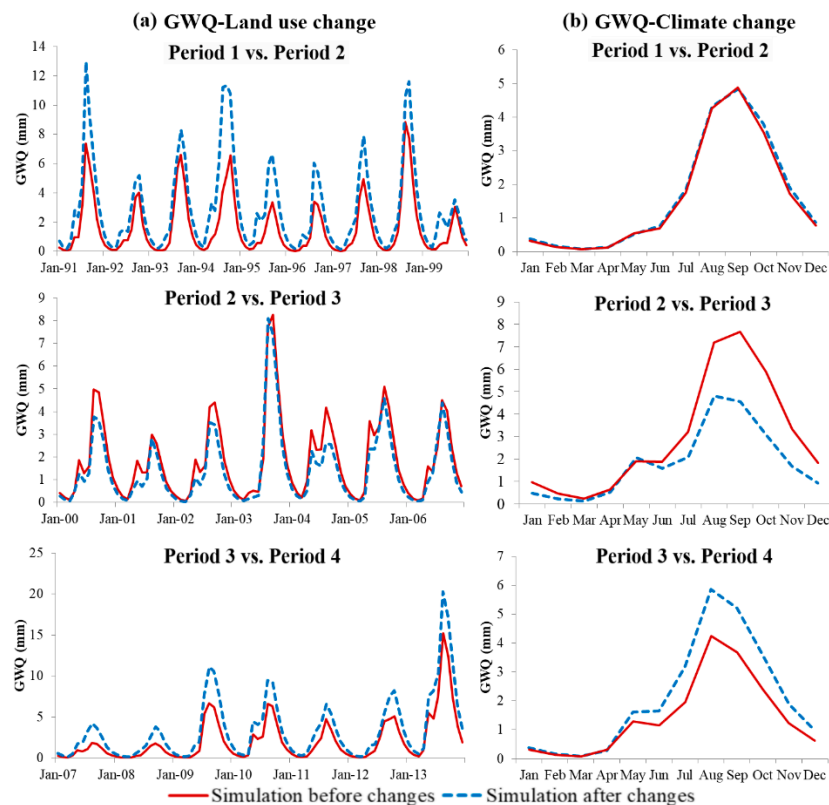 (a) GWQ-Land use change
(b) GWQ-Climate change
Period 1 vs. Period 2
GWQ (mm)
14
12
10
8
6
4
2
0
Jan-91 Jan-92 Jan-93 Jan-94 Jan-95 Jan-96 Jan-97 Jan-98 Jan-99
Period 1 vs. Period 2
GWQ (mm)
6
5
4
3
2
1
0
Jan Feb Mar Apr May Jun Jul Aug Sep Oct Nov Dec
Period 2 vs. Period 3
GWQ (mm)
9
8
7
6
5
4
3
2
1
0
Jan-00 Jan-01 Jan-02 Jan-03 Jan-04 Jan-05 Jan-06
Period 2 vs. Period 3
GWQ (mm)
9
8
7
6
5
4
3
2
1
0
Jan Feb Mar Apr May Jun Jul Aug Sep Oct Nov Dec
Period 3 vs. Period 4
GWQ (mm)
25
20
15
10
5
0
Jan-07 Jan-08 Jan-09 Jan-10 Jan-11 Jan-12 Jan-13
Period 3 vs. Period 4
GWQ (mm)
7
6
5
4
3
2
1
0
Jan Feb Mar Apr May Jun Jul Aug Sep Oct Nov Dec
Simulation before changes
Simulation after changes